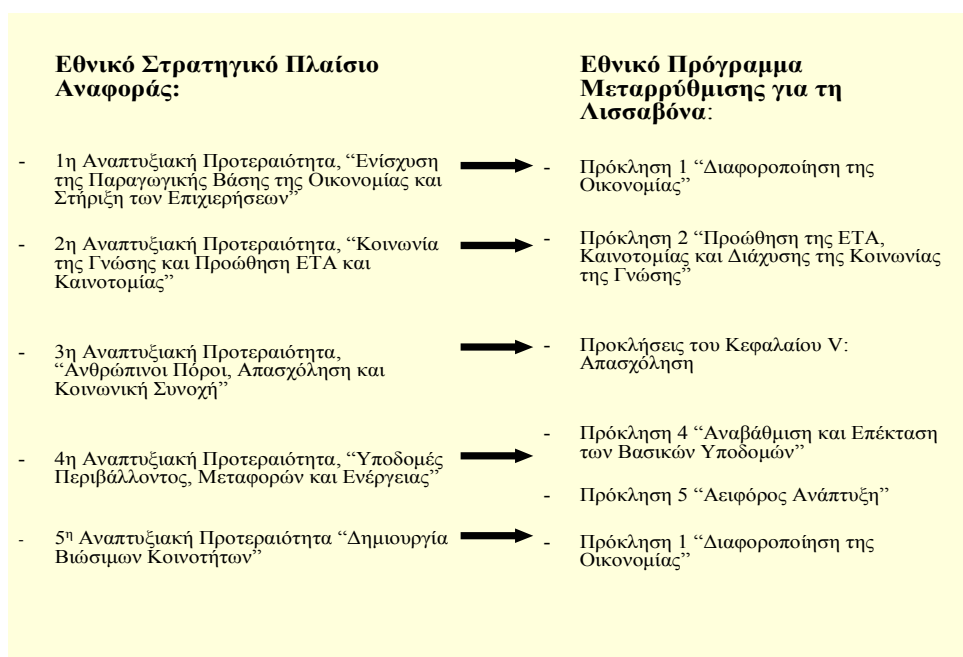 Εθνικό Στρατηγικό Πλαίσιο
Αναφοράς:
- 1η Αναπτυξιακή Προτεραιότητα, “Ενίσχυση
της Παραγωγικής Βάσης της Οικονομίας και
Στήριξη των Επιχιερήσεων”
- 2η Αναπτυξιακή Προτεραιότητα, “Κοινωνία
της Γνώσης και Προώθηση ΕΤΑ και
Καινοτομίας”
- 3η Αναπτυξιακή Προτεραιότητα,
“Ανθρώπινοι Πόροι, Απασχόληση και
Κοινωνική Συνοχή”
- 4η Αναπτυξιακή Προτεραιότητα, “Υποδομές
Περιβάλλοντος, Μεταφορών και Ενέργειας”
- 5η Αναπτυξιακή Προτεραιότητα “Δημιουργία
Βιώσιμων Κοινοτήτων”
Εθνικό Πρόγραμμα
Μεταρρύθμισης για τη
Λισσαβόνα:
- Πρόκληση 1 “Διαφοροποίηση της
Οικονομίας”
- Πρόκληση 2 “Προώθηση της ΕΤΑ,
Καινοτομίας και Διάχυσης της Κοινωνίας
της Γνώσης”
- Προκλήσεις του Κεφαλαίου V:
Απασχόληση
- Πρόκληση 4 “Αναβάθμιση και Επέκταση
των Βασικών Υποδομών”
- Πρόκληση 5 “Αειφόρος Ανάπτυξη”
- Πρόκληση 1 “Διαφοροποίηση της
Οικονομίας”